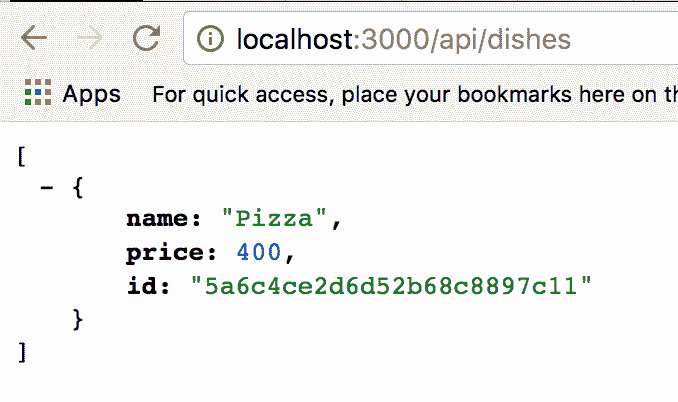 localhost:3000/api/dishes
Apps For quick access, place your bookmarks here on th
[
- {
name: "Pizza",
price: 400,
id: "5a6c4ce2d6d52b68c8897c11"
}
]